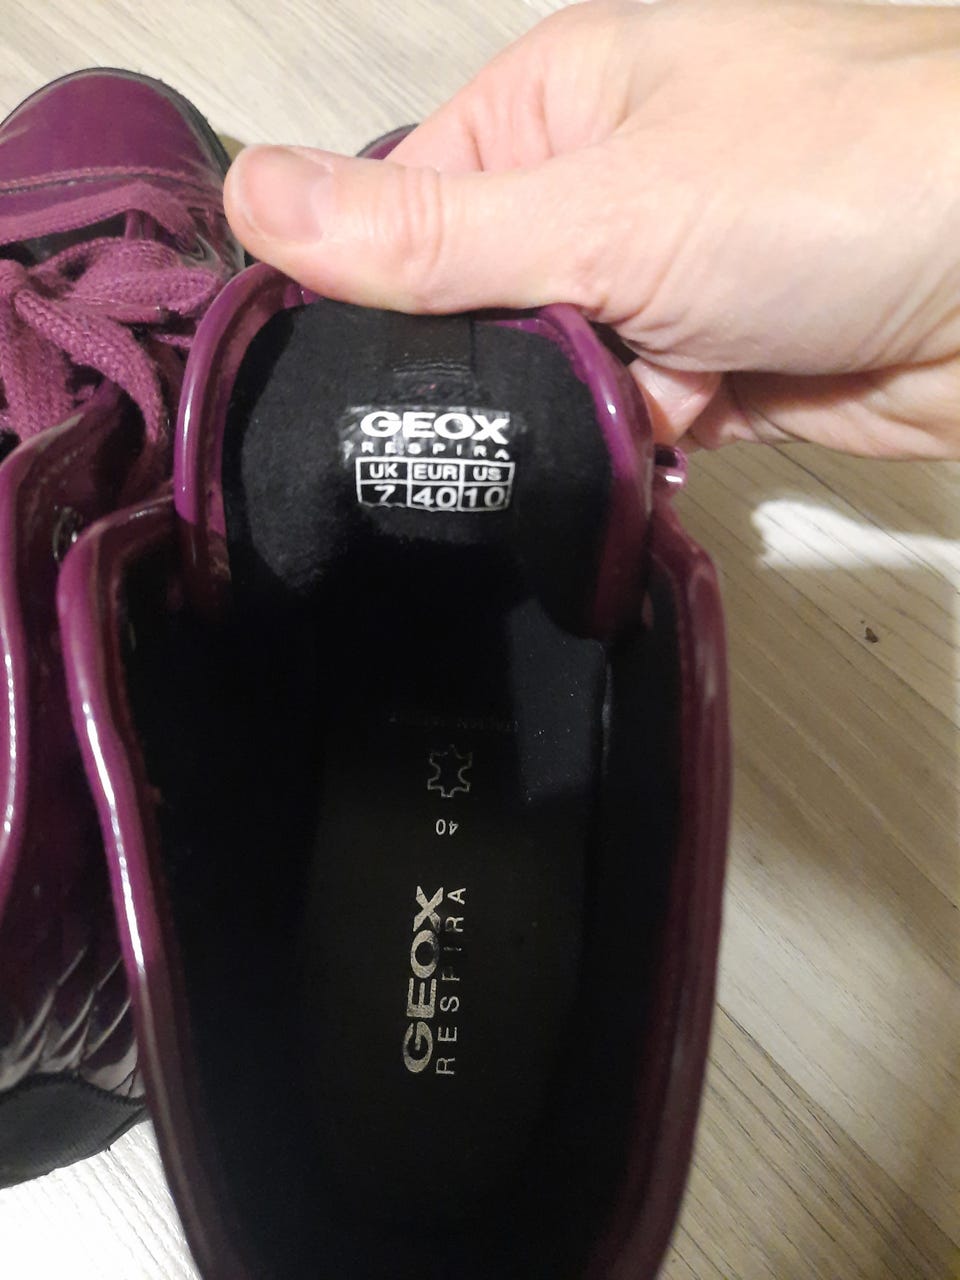 GEOX
RESPIRA
UK EUR US
7 40 10
40
GEOX
RESPIRA